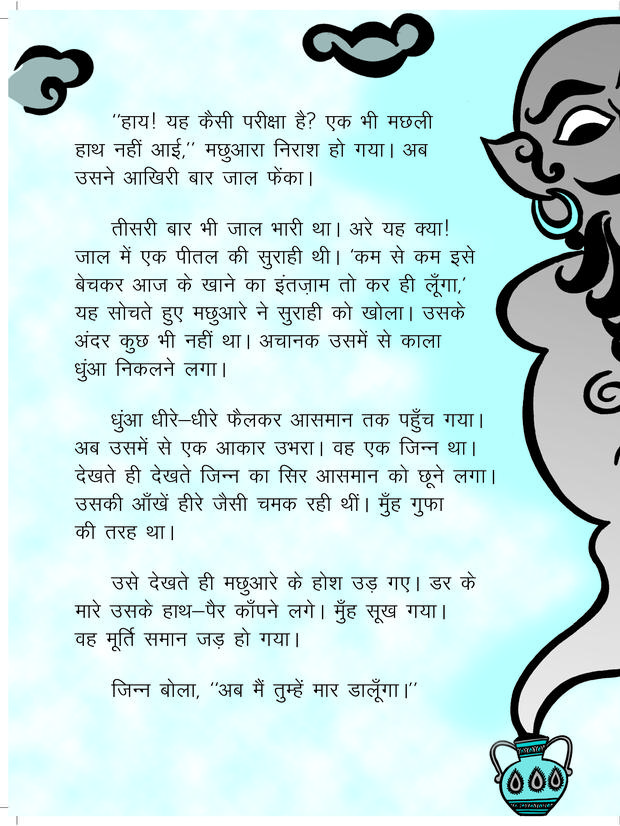 ‘‘हाय! यह कैसी परीक्षा है? एक भी मछली
हाथ नहीं आई,’’ मछुआरा निराश हो गया। अब
उसने आखिरी बार जाल फेंका।
तीसरी बार भी जाल भारी था। अरे यह क्या!
जाल में एक पीतल की सुराही थी। ‘कम से कम इसे
बेचकर आज के खाने का इंतज़ाम तो कर ही लूँगा,’
यह सोचते हुए मछुआरे ने सुराही को खोला। उसके
अंदर कुछ भी नहीं था। अचानक उसमें से काला
धुंआ निकलने लगा।
धुंआ धीरे–धीरे फैलकर आसमान तक पहुँच गया।
अब उसमें से एक आकार उभरा। वह एक जिन्न था।
देखते ही देखते जिन्न का सिर आसमान को छूने लगा।
उसकी आँखें हीरे जैसी चमक रही थीं। मुँह गुफा
की तरह था।
उसे देखते ही मछुआरे के होश उड़ गए। डर के
मारे उसके हाथ–पैर काँपने लगे। मुँह सूख गया।
वह मूर्ति समान जड़ हो गया।
जिन्न बोला, ‘‘अब मैं तुम्हें मार डालूँगा।’’